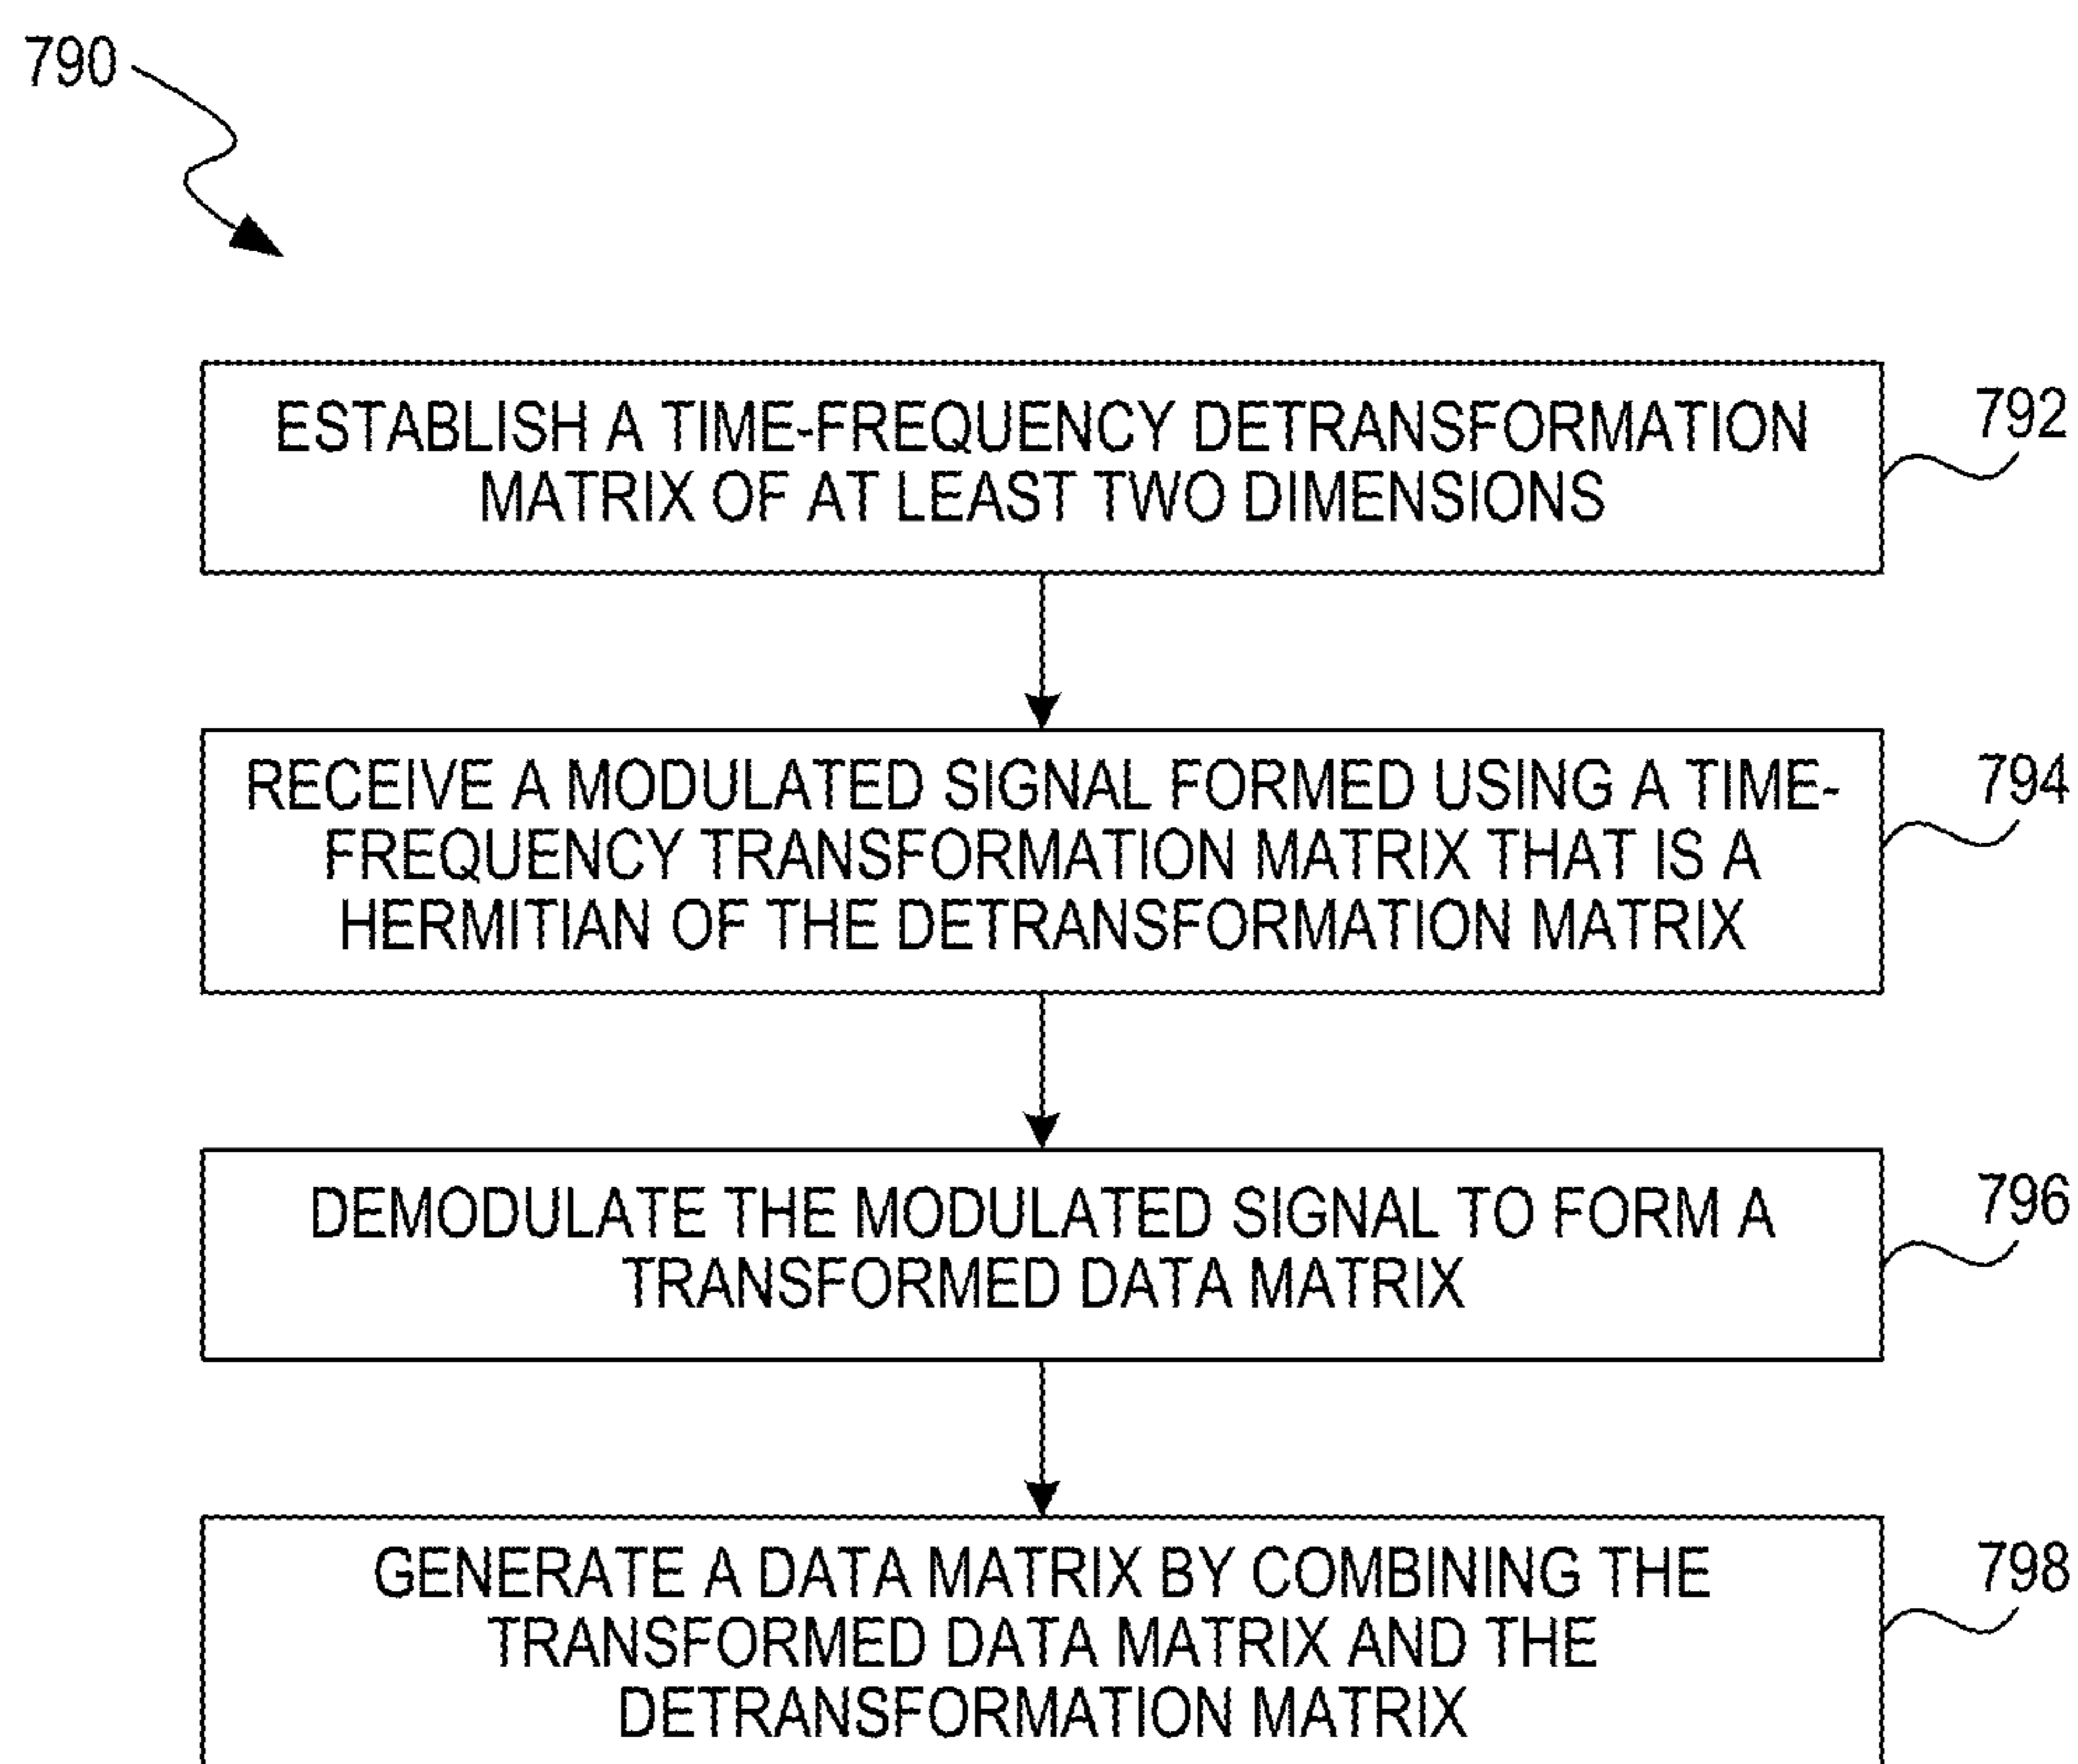 790
ESTABLISH A TIME-FREQUENCY DETRANSFORMATION
MATRIX OF AT LEAST TWO DIMENSIONS
792
RECEIVE A MODULATED SIGNAL FORMED USING A TIME-
FREQUENCY TRANSFORMATION MATRIX THAT IS A
HERMITIAN OF THE DETRANSFORMATION MATRIX
794
DEMODULATE THE MODULATED SIGNAL TO FORM A
TRANSFORMED DATA MATRIX
796
GENERATE A DATA MATRIX BY COMBINING THE
TRANSFORMED DATA MATRIX AND THE
DETRANSFORMATION MATRIX
798